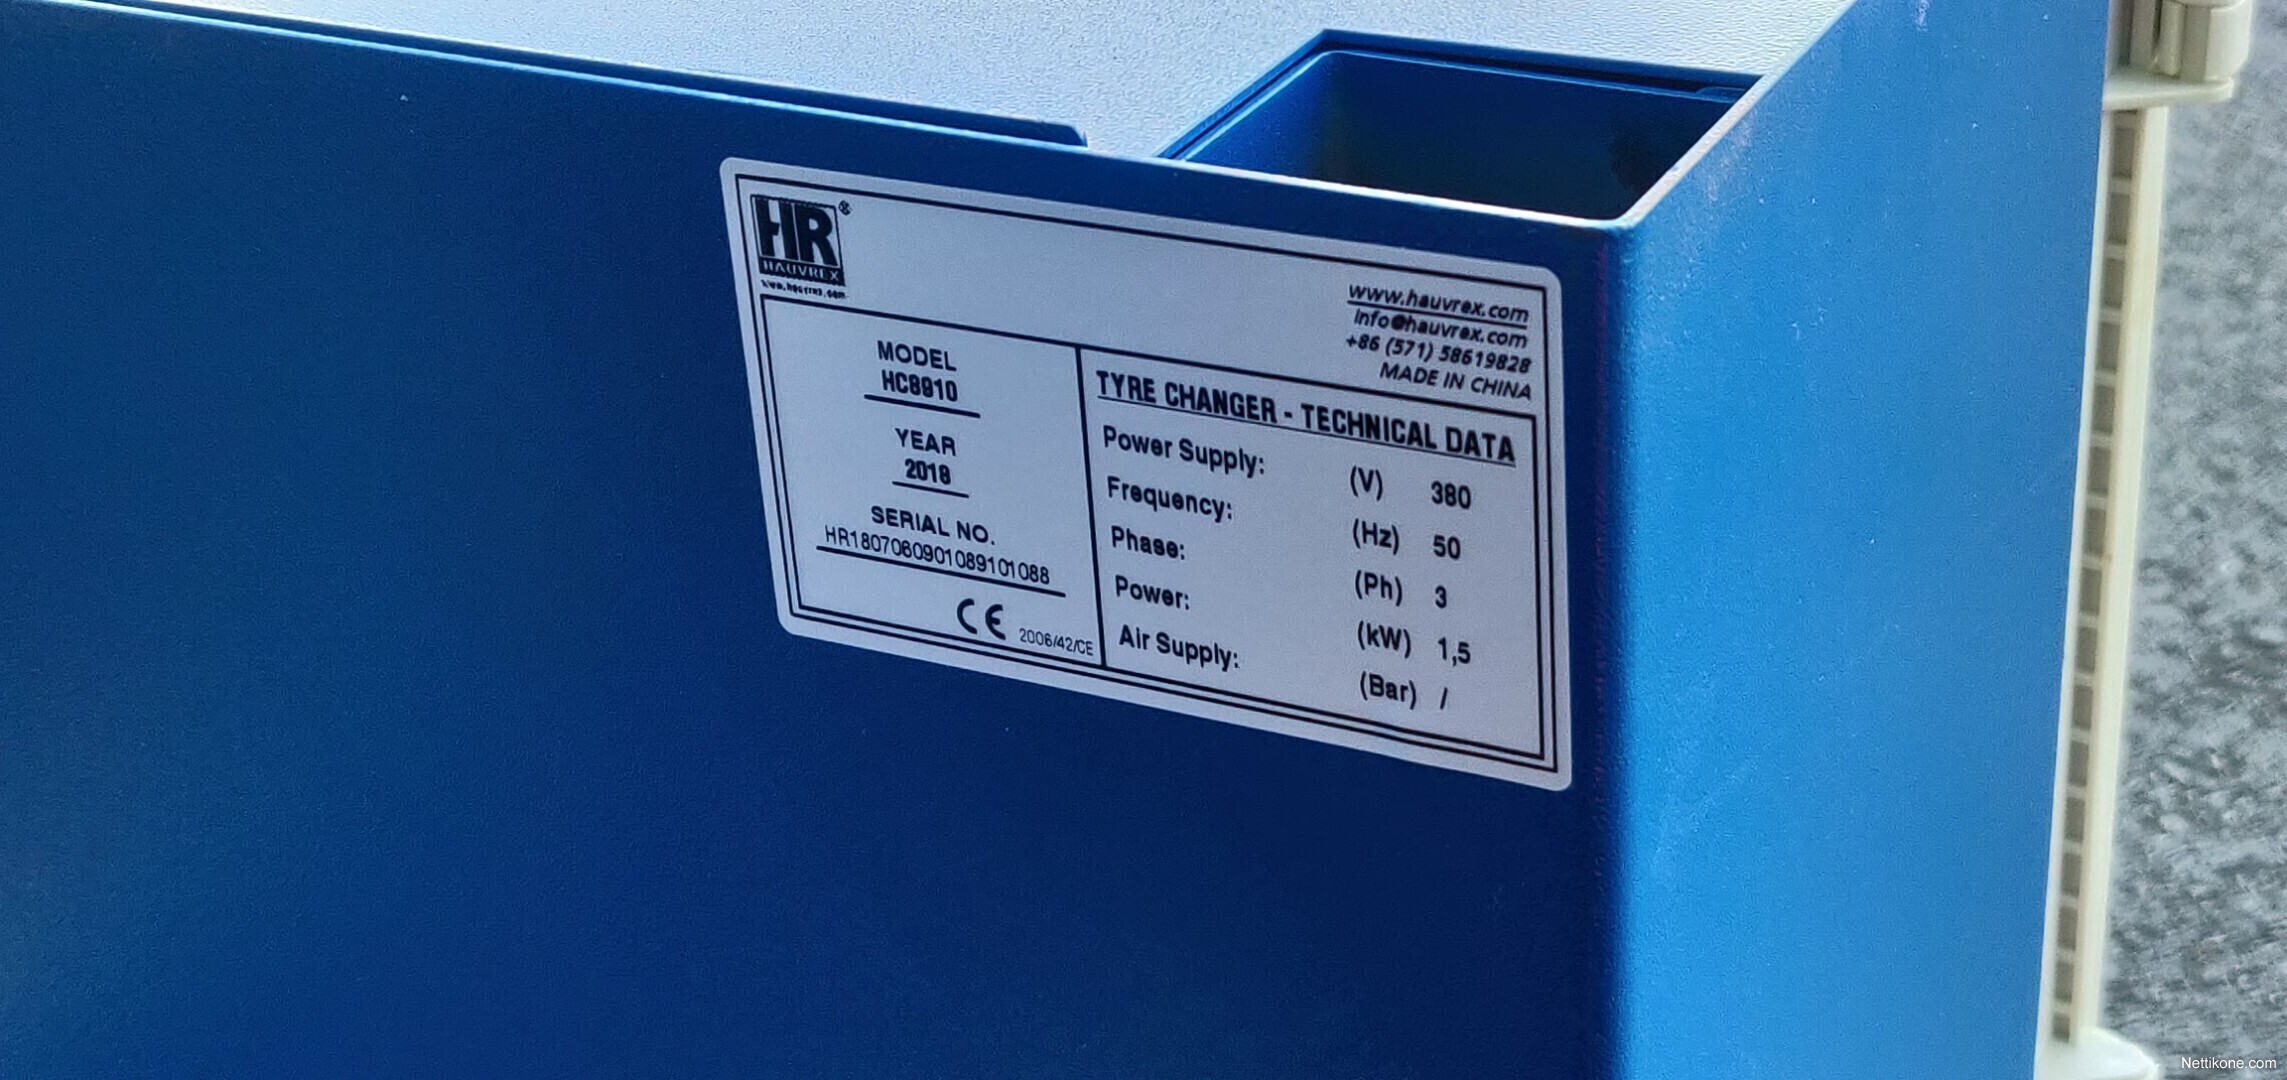 HR®
HAUVREX
www.hauvrex.com
www.hauvrex.com
info@hauvrex.com
+86 (571) 58619828
MADE IN CHINA
MODEL
HC8910
YEAR
2018
SERIAL NO.
HR1807060901089101088
CE 2006/42/CE
TYRE CHANGER - TECHNICAL DATA
Power Supply: (V) 380
Frequency: (Hz) 50
Phase: (Ph) 3
Power: (kW) 1,5
Air Supply: (Bar) /
Nettikone.com